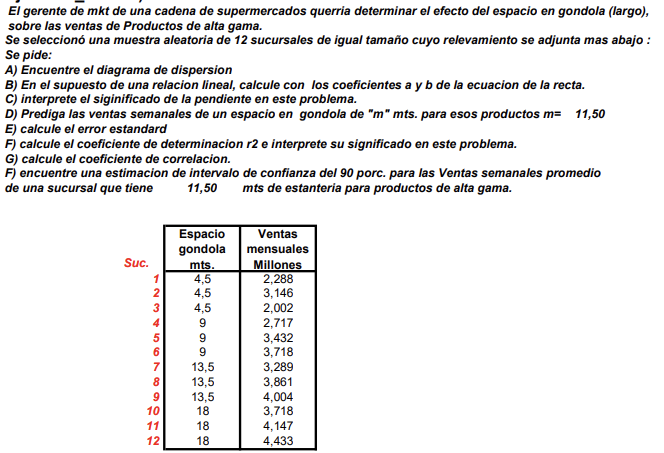 El gerente de mkt de una cadena de supermercados querria determinar el efecto del espacio en gondola (largo),
sobre las ventas de Productos de alta gama.
Se seleccionó una muestra aleatoria de 12 sucursales de igual tamaño cuyo relevamiento se adjunta mas abajo :
Se pide:
A) Encuentre el diagrama de dispersion
B) En el supuesto de una relacion lineal, calcule con los coeficientes a y b de la ecuacion de la recta.
C) interprete el siginificado de la pendiente en este problema.
D) Prediga las ventas semanales de un espacio en gondola de "m" mts. para esos productos m= 11,50
E) calcule el error estandard
F) calcule el coeficiente de determinacion r2 e interprete su significado en este problema.
G) calcule el coeficiente de correlacion.
F) encuentre una estimacion de intervalo de confianza del 90 porc. para las Ventas semanales promedio
de una sucursal que tiene 11,50 mts de estanteria para productos de alta gama.
Espacio Ventas
gondola mensuales
Suc. mts. Millones
1 4,5 2,288
2 4,5 3,146
3 4,5 2,002
4 9 2,717
5 9 3,432
6 9 3,718
7 13,5 3,289
8 13,5 3,861
9 13,5 4,004
10 18 3,718
11 18 4,147
12 18 4,433